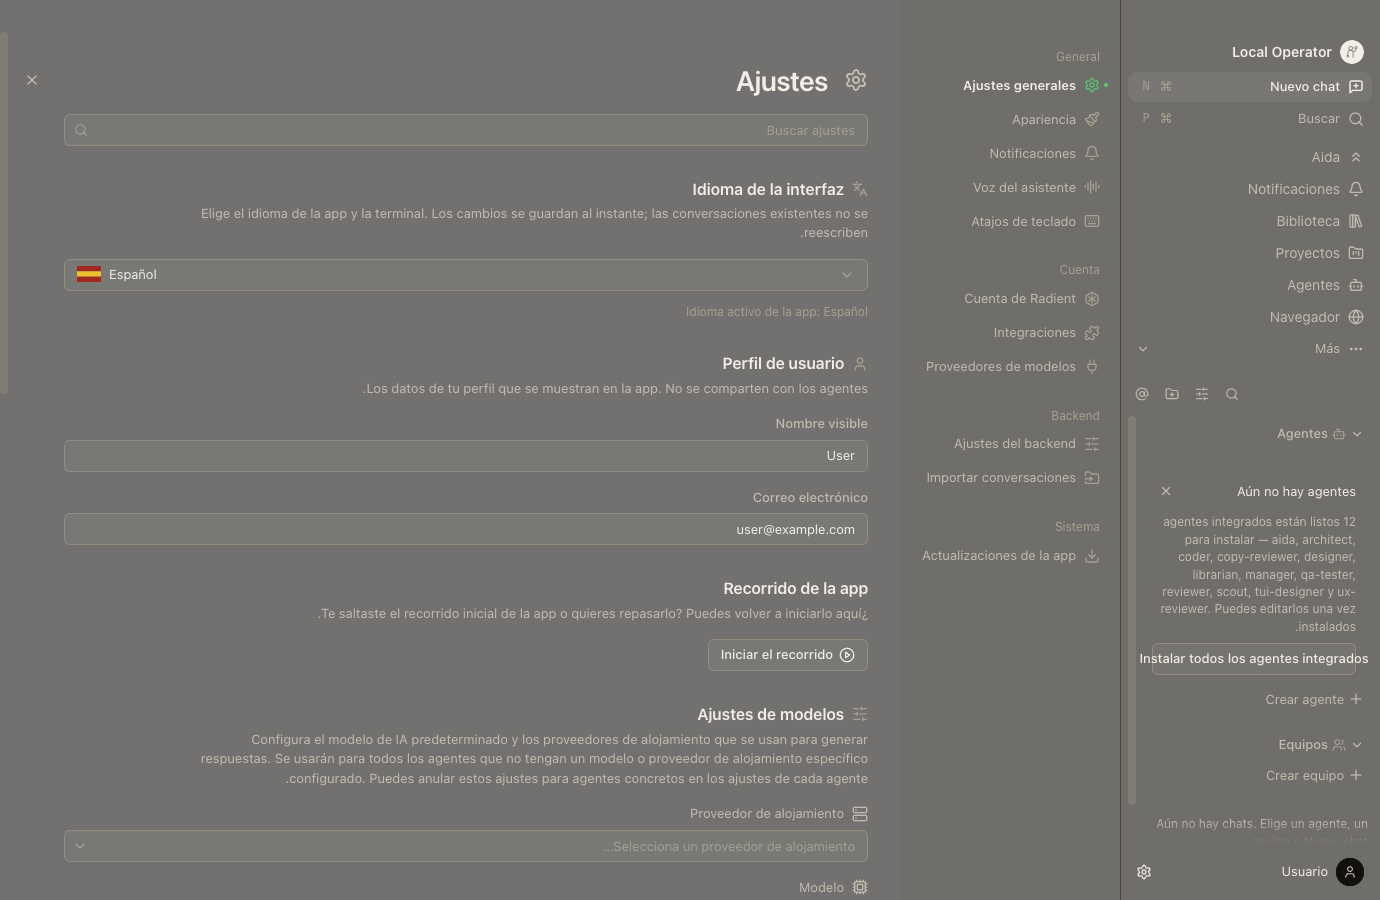 Local Operator
Nuevo chat
N ⌘
Buscar
P ⌘
Aida
Notificaciones
Biblioteca
Proyectos
Agentes
Navegador
Más
Agentes
Aún no hay agentes
agentes integrados están listos 12
para instalar — aida, architect,
coder, copy-reviewer, designer,
librarian, manager, qa-tester,
reviewer, scout, tui-designer y ux-
reviewer. Puedes editarlos una vez
.instalados
Instalar todos los agentes integrados
Crear agente
Equipos
Crear equipo
Aún no hay chats. Elige un agente, un
Usuario
General
Ajustes generales
Apariencia
Notificaciones
Voz del asistente
Atajos de teclado
Cuenta
Cuenta de Radient
Integraciones
Proveedores de modelos
Backend
Ajustes del backend
Importar conversaciones
Sistema
Actualizaciones de la app
Ajustes
Buscar ajustes
Idioma de la interfaz
Elige el idioma de la app y la terminal. Los cambios se guardan al instante; las conversaciones existentes no se
.reescriben
Español
Idioma activo de la app: Español
Perfil de usuario
.Los datos de tu perfil que se muestran en la app. No se comparten con los agentes
Nombre visible
User
Correo electrónico
user@example.com
Recorrido de la app
.Te saltaste el recorrido inicial de la app o quieres repasarlo? Puedes volver a iniciarlo aquí¿
Iniciar el recorrido
Ajustes de modelos
Configura el modelo de IA predeterminado y los proveedores de alojamiento que se usan para generar
respuestas. Se usarán para todos los agentes que no tengan un modelo o proveedor de alojamiento específico
.configurado. Puedes anular estos ajustes para agentes concretos en los ajustes de cada agente
Proveedor de alojamiento
...Selecciona un proveedor de alojamiento
Modelo